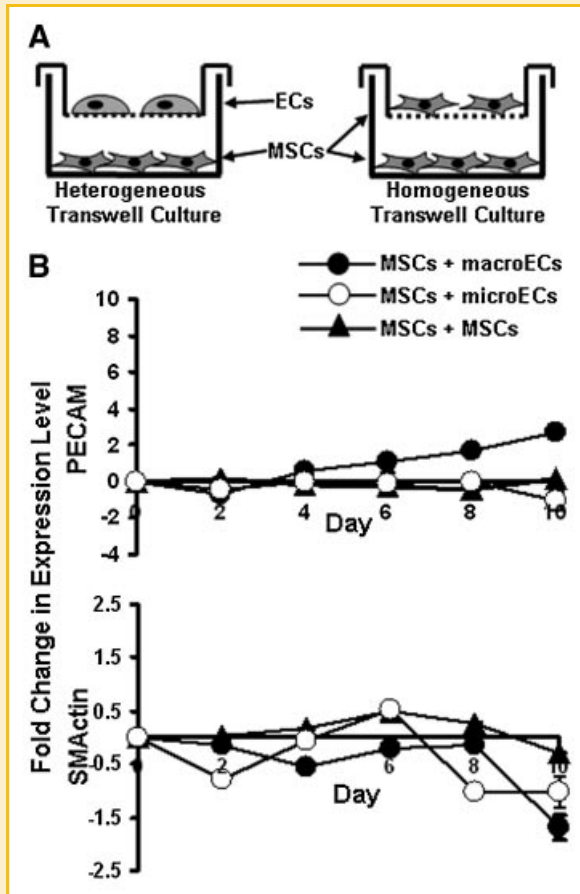 A
ECs
MSCs
Heterogeneous
Transwell Culture
Homogeneous
Transwell Culture
B
MSCs + macroECs
MSCs + microECs
MSCs + MSCs
Fold Change in Expression Level
PECAM
10
8
6
4
2
0
-2
-4
0 2 4 6 8 10
Day
SMActin
2.5
1.5
0.5
-0.5
-1.5
-2.5
0 2 6 8 10
Day